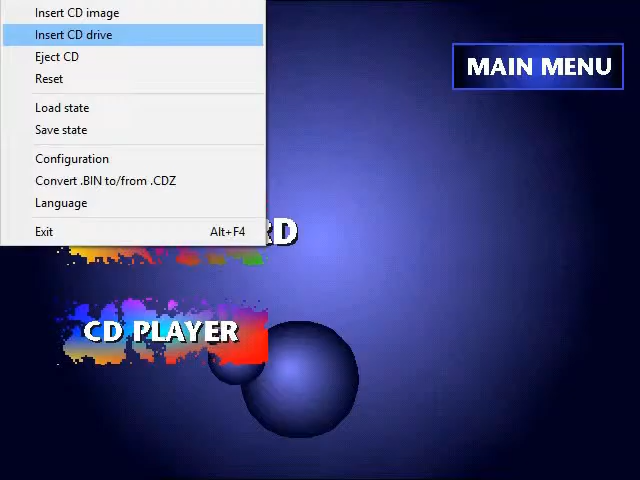 Insert CD image
Insert CD drive
Eject CD
Reset
Load state
Save state
Configuration
Convert .BIN to/from .CDZ
Language
Exit Alt+F4
MAIN MENU
RD
CD PLAYER